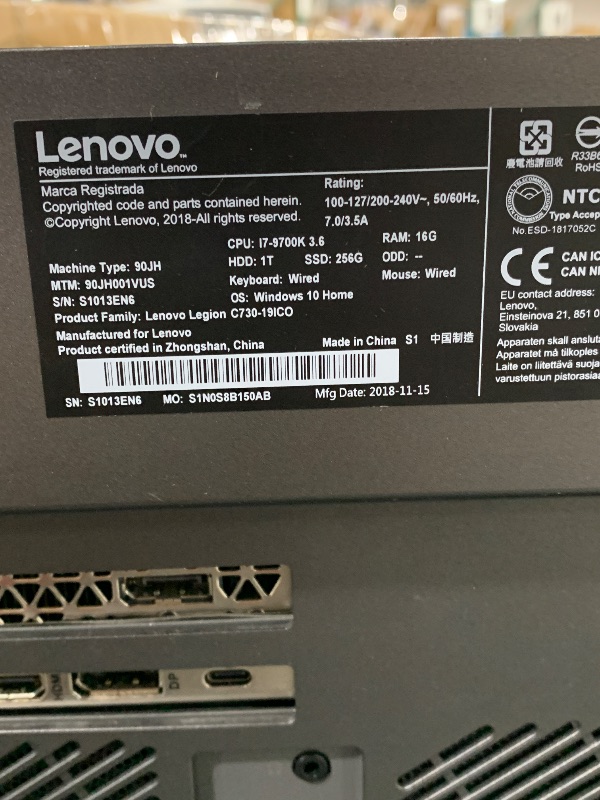 Lenovo™
Registered trademark of Lenovo
Marca Registrada
Copyrighted code and parts contained herein.
©Copyright Lenovo, 2018-All rights reserved.
Rating:
100-127/200-240V~, 50/60Hz,
7.0/3.5A
CPU: I7-9700K 3.6
RAM: 16G
Machine Type: 90JH
HDD: 1T
SSD: 256G
ODD: --
MTM: 90JH001VUS
Keyboard: Wired
Mouse: Wired
S/N: S1013EN6
OS: Windows 10 Home
Product Family: Lenovo Legion C730-19ICO
Manufactured for Lenovo
Product certified in Zhongshan, China
Made in China
S1
中国制造
SN: S1013EN6
MO: S1N0S8B150AB
Mfg Date: 2018-11-15
廢電池請回收
R33B6
RoHS
NTC
Type Accep
No.ESD-1817052C
CE
CAN IC
CAN N
EU contact address:
Lenovo,
Einsteinova 21, 851 0
Slovakia
Apparaten skall anslut
Apparatet må tilkoples
Laite on liitettävä suoja
varustettuun pistorasia
HDMI
DP